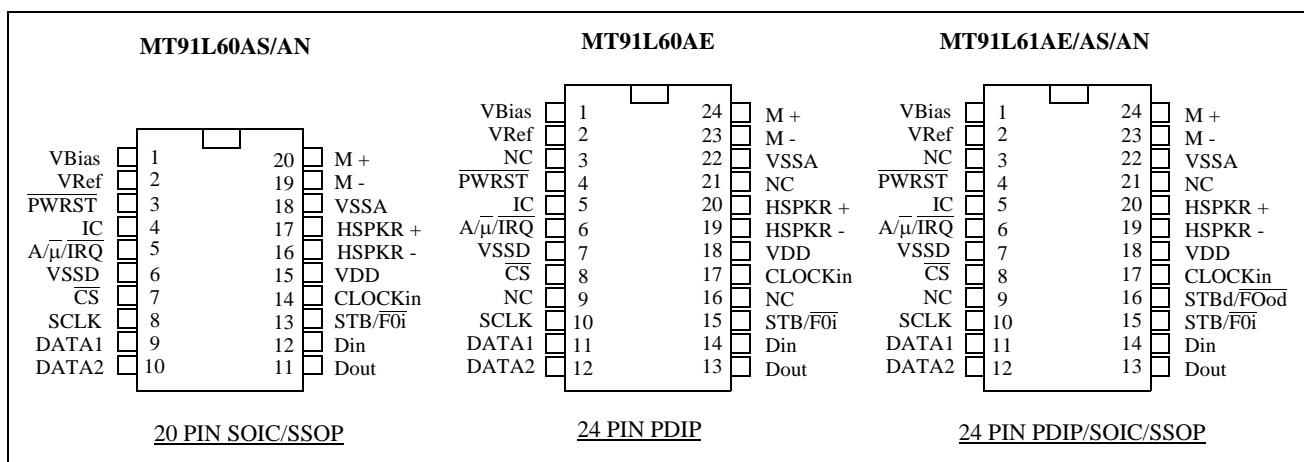 MT91L60AS/AN
VBias 1 20 M +
VRef 2 19 M -
PWRST 3 18 VSSA
IC 4 17 HSPKR +
A/μ/IRQ 5 16 HSPKR -
VSSD 6 15 VDD
CS 7 14 CLOCKin
SCLK 8 13 STB/F0i
DATA1 9 12 Din
DATA2 10 11 Dout
20 PIN SOIC/SSOP
MT91L60AE
VBias 1 24 M +
VRef 2 23 M -
NC 3 22 VSSA
PWRST 4 21 NC
IC 5 20 HSPKR +
A/μ/IRQ 6 19 HSPKR -
VSSD 7 18 VDD
CS 8 17 CLOCKin
NC 9 16 NC
SCLK 10 15 STB/F0i
DATA1 11 14 Din
DATA2 12 13 Dout
24 PIN PDIP
MT91L61AE/AS/AN
VBias 1 24 M +
VRef 2 23 M -
NC 3 22 VSSA
PWRST 4 21 NC
IC 5 20 HSPKR +
A/μ/IRQ 6 19 HSPKR -
VSSD 7 18 VDD
CS 8 17 CLOCKin
NC 9 16 STBd/FOod
SCLK 10 15 STB/F0i
DATA1 11 14 Din
DATA2 12 13 Dout
24 PIN PDIP/SOIC/SSOP